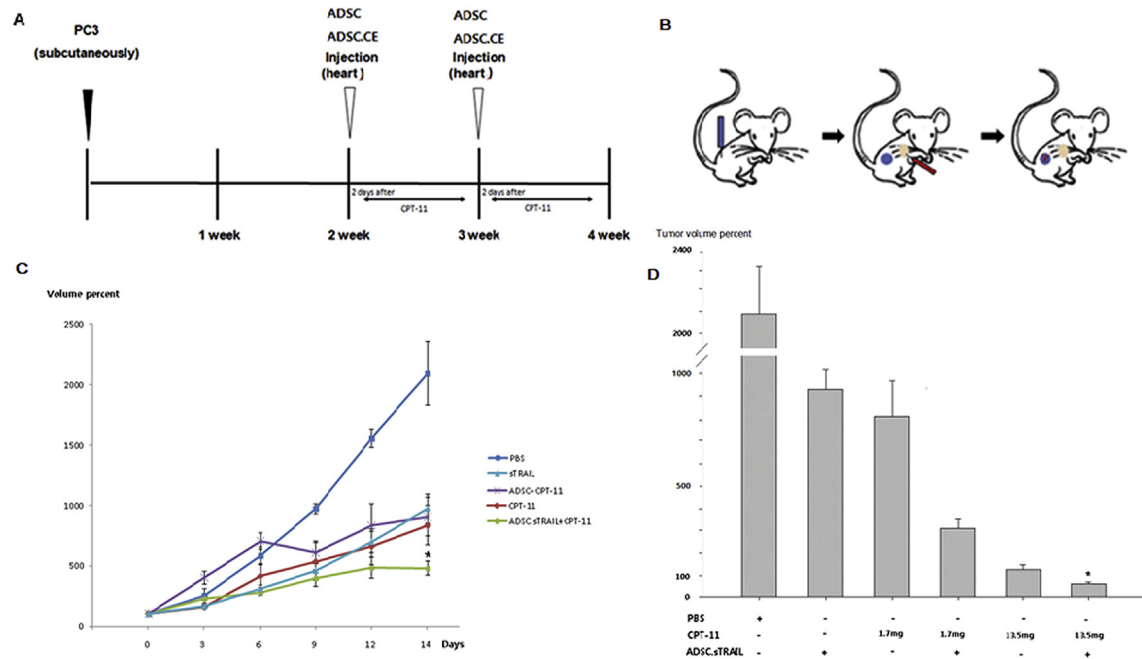 A
PC3
(subcutaneously)
ADSC
ADSC.CE
Injection
(heart )
ADSC
ADSC.CE
Injection
(heart )
2 days after
CPT-11
2 days after
CPT-11
1 week
2 week
3 week
4 week
B
C
Volume percent
2500
2000
1500
1000
500
0
0
3
6
9
12
14
Days
*
PBS
sTRAIL
ADSC-CPT-11
CPT-11
ADSC.sTRAIL+CPT-11
D
Tumor volume percent
2400
2000
1000
500
100
0
*
PBS + - - - - -
CPT-11 - - 1.7mg 1.7mg 13.5mg 13.5mg
ADSC.sTRAIL - + - + - +